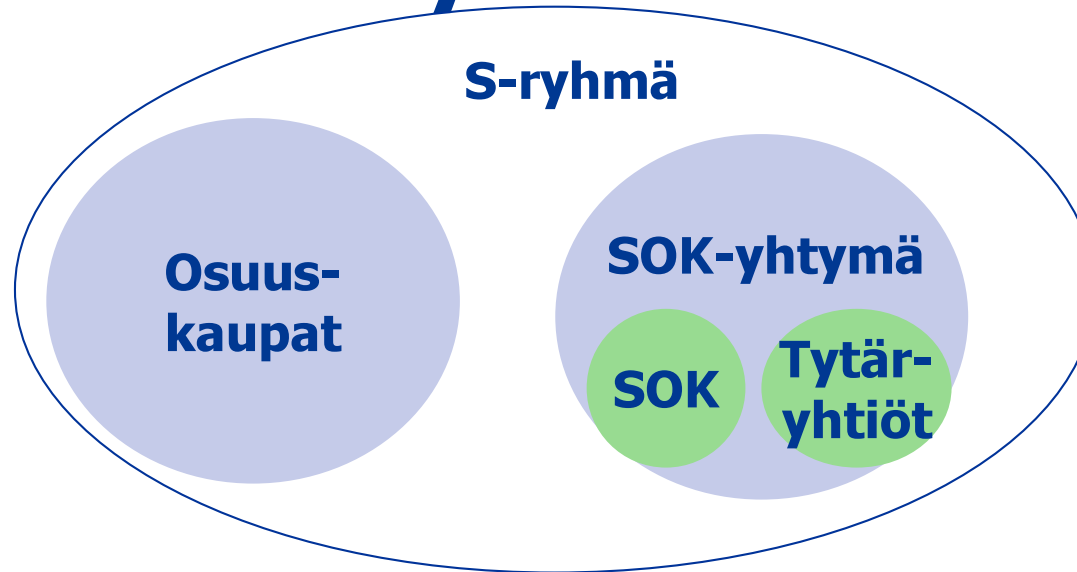 S-ryhmä
Osuus-
kaupat
SOK-yhtymä
SOK
Tytär-
yhtiöt